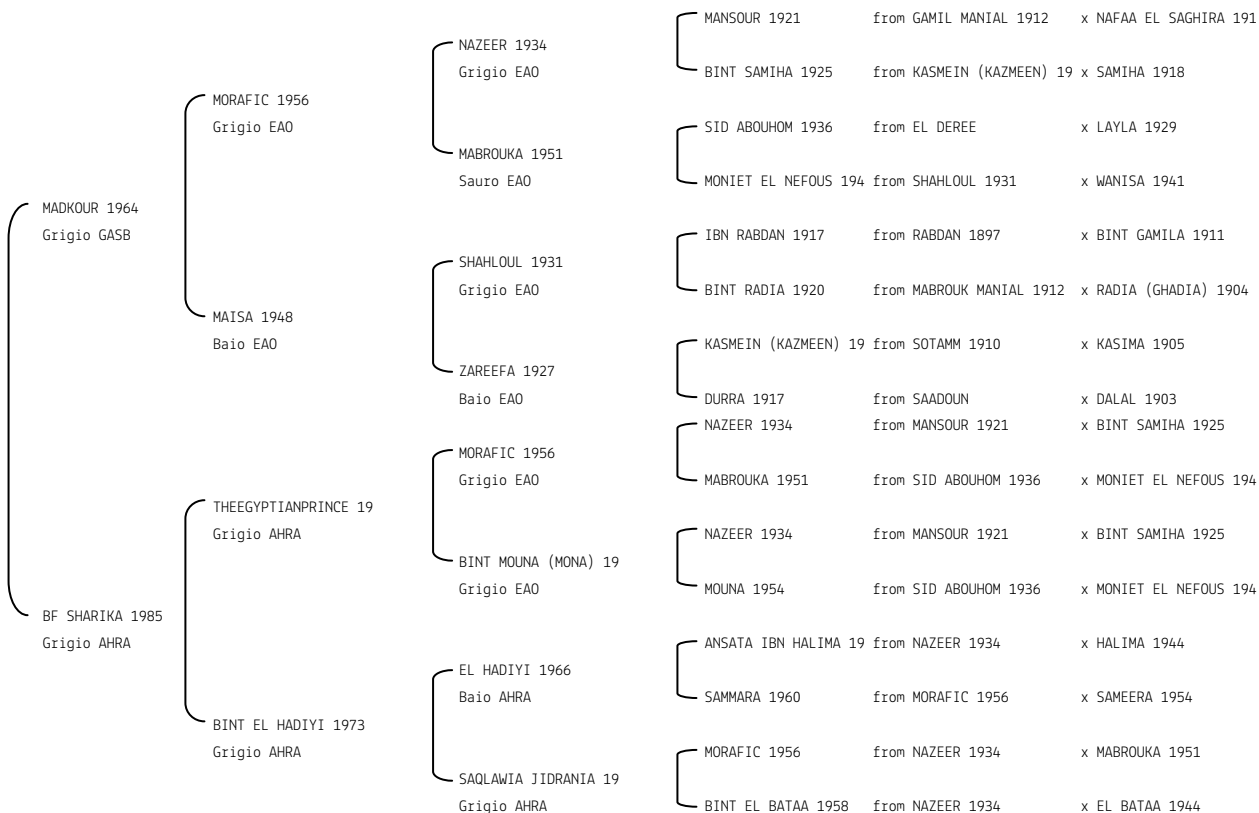 MANSOUR 1921 from GAMIL MANIAL 1912 x NAFAA EL SAGHIRA 191
NAZEER 1934
Grigio EAO
BINT SAMIHA 1925 from KASMEIN (KAZMEEN) 19 x SAMIHA 1918
MORAFIC 1956
Grigio EAO
SID ABOUHOM 1936 from EL DEREE x LAYLA 1929
MABROUKA 1951
Sauro EAO
MONIET EL NEFOUS 194 from SHAHLOUL 1931 x WANISA 1941
MADKOUR 1964
Grigio GASB
IBN RABDAN 1917 from RABDAN 1897 x BINT GAMILA 1911
SHAHLOUL 1931
Grigio EAO
BINT RADIA 1920 from MABROUK MANIAL 1912 x RADIA (GHADIA) 1904
MAISA 1948
Baio EAO
KASMEIN (KAZMEEN) 19 from SOTAMM 1910 x KASIMA 1905
ZAREEFA 1927
Baio EAO
DURRA 1917 from SAADOUN x DALAL 1903
NAZEER 1934 from MANSOUR 1921 x BINT SAMIHA 1925
MORAFIC 1956
Grigio EAO
MABROUKA 1951 from SID ABOUHOM 1936 x MONIET EL NEFOUS 194
THEEGYPTIANPRINCE 19
Grigio AHRA
NAZEER 1934 from MANSOUR 1921 x BINT SAMIHA 1925
BINT MOUNA (MONA) 19
Grigio EAO
MOUNA 1954 from SID ABOUHOM 1936 x MONIET EL NEFOUS 194
BF SHARIKA 1985
Grigio AHRA
ANSATA IBN HALIMA 19 from NAZEER 1934 x HALIMA 1944
EL HADIYI 1966
Baio AHRA
SAMMARA 1960 from MORAFIC 1956 x SAMEERA 1954
BINT EL HADIYI 1973
Grigio AHRA
MORAFIC 1956 from NAZEER 1934 x MABROUKA 1951
SAQLAWIA JIDRANIA 19
Grigio AHRA
BINT EL BATAA 1958 from NAZEER 1934 x EL BATAA 1944